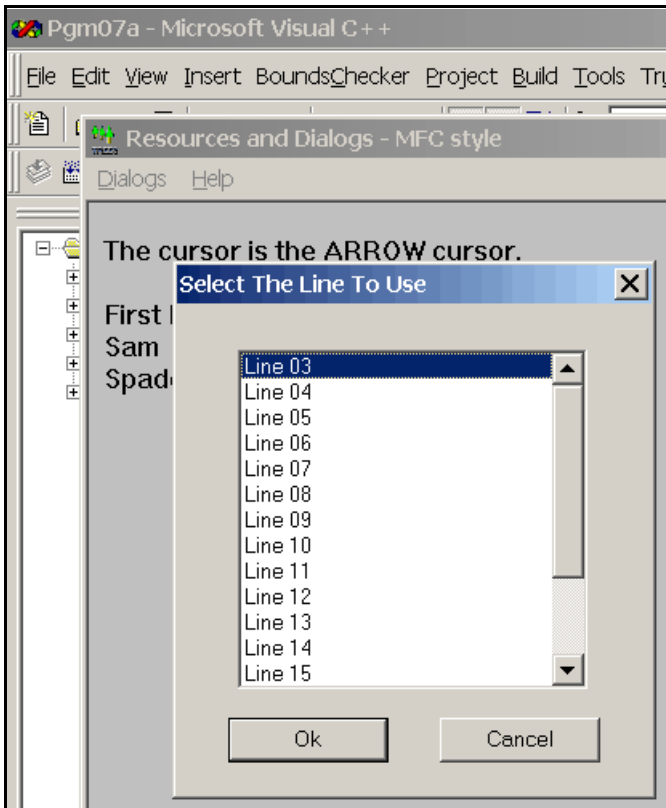 Pgm07a - Microsoft Visual C++
File Edit View Insert BoundsChecker Project Build Tools
Resources and Dialogs - MFC style
Dialogs Help
The cursor is the ARROW cursor.
Select The Line To Use
First
Sam
Line 03
Line 04
Line 05
Line 06
Line 07
Line 08
Line 09
Line 10
Line 11
Line 12
Line 13
Line 14
Line 15
Ok Cancel